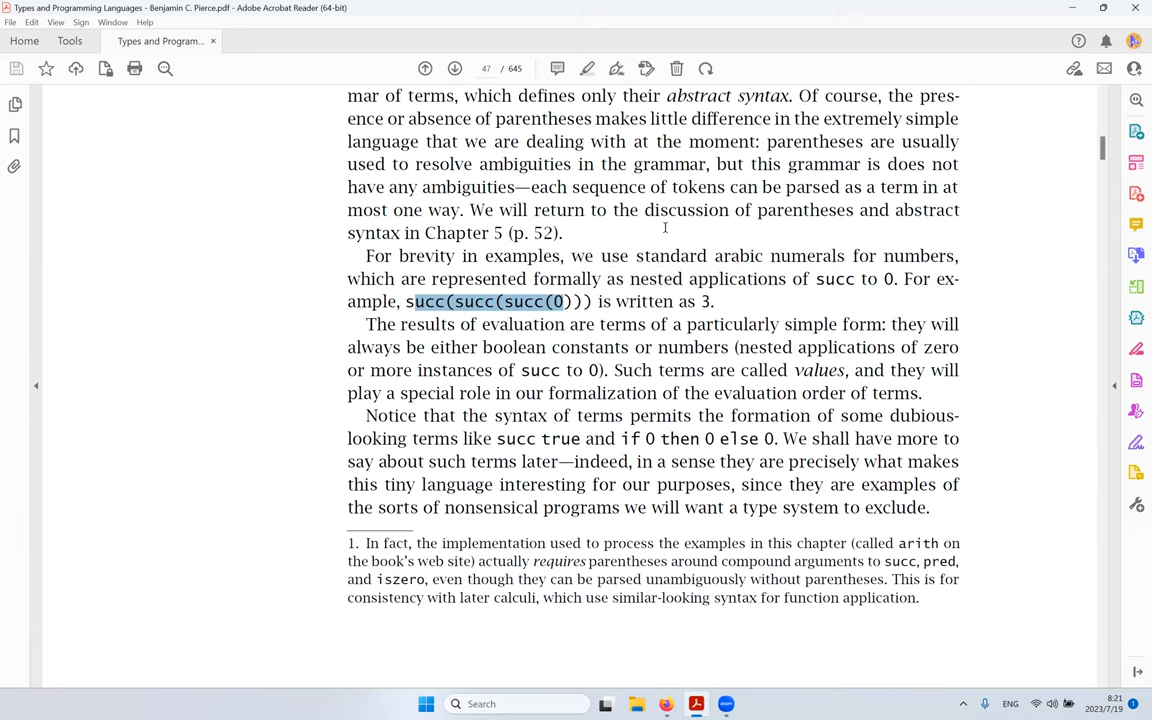 Types and Programming Languages - Benjamin C. Pierce.pdf - Adobe Acrobat Reader (64-bit)
File Edit View Sign Window Help
Home Tools Types and Program... ×
47 / 645
mar of terms, which defines only their abstract syntax. Of course, the pres-
ence or absence of parentheses makes little difference in the extremely simple
language that we are dealing with at the moment: parentheses are usually
used to resolve ambiguities in the grammar, but this grammar is does not
have any ambiguities—each sequence of tokens can be parsed as a term in at
most one way. We will return to the discussion of parentheses and abstract
syntax in Chapter 5 (p. 52).
For brevity in examples, we use standard arabic numerals for numbers,
which are represented formally as nested applications of succ to 0. For ex-
ample, succ(succ(succ(0))) is written as 3.
The results of evaluation are terms of a particularly simple form: they will
always be either boolean constants or numbers (nested applications of zero
or more instances of succ to 0). Such terms are called values, and they will
play a special role in our formalization of the evaluation order of terms.
Notice that the syntax of terms permits the formation of some dubious-
looking terms like succ true and if 0 then 0 else 0. We shall have more to
say about such terms later—indeed, in a sense they are precisely what makes
this tiny language interesting for our purposes, since they are examples of
the sorts of nonsensical programs we will want a type system to exclude.
1. In fact, the implementation used to process the examples in this chapter (called arith on
the book's web site) actually requires parentheses around compound arguments to succ, pred,
and iszero, even though they can be parsed unambiguously without parentheses. This is for
consistency with later calculi, which use similar-looking syntax for function application.
Search
ENG
8:21
2023/7/19